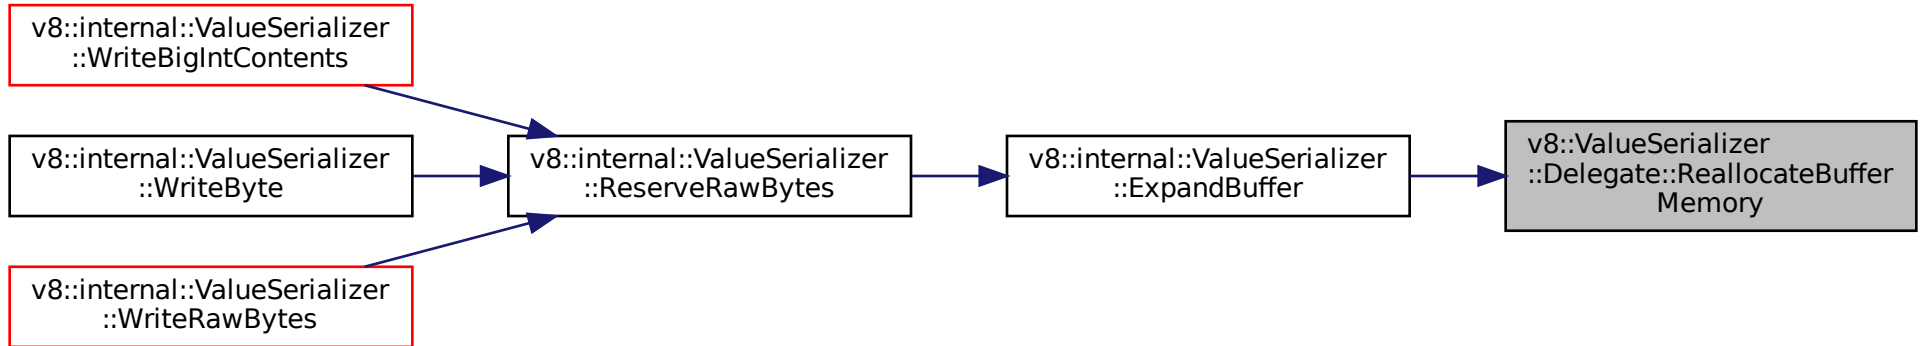 v8::internal::ValueSerializer
::WriteBigIntContents
v8::internal::ValueSerializer
::WriteByte
v8::internal::ValueSerializer
::WriteRawBytes
v8::internal::ValueSerializer
::ReserveRawBytes
v8::internal::ValueSerializer
::ExpandBuffer
v8::ValueSerializer
::Delegate::ReallocateBuffer
Memory